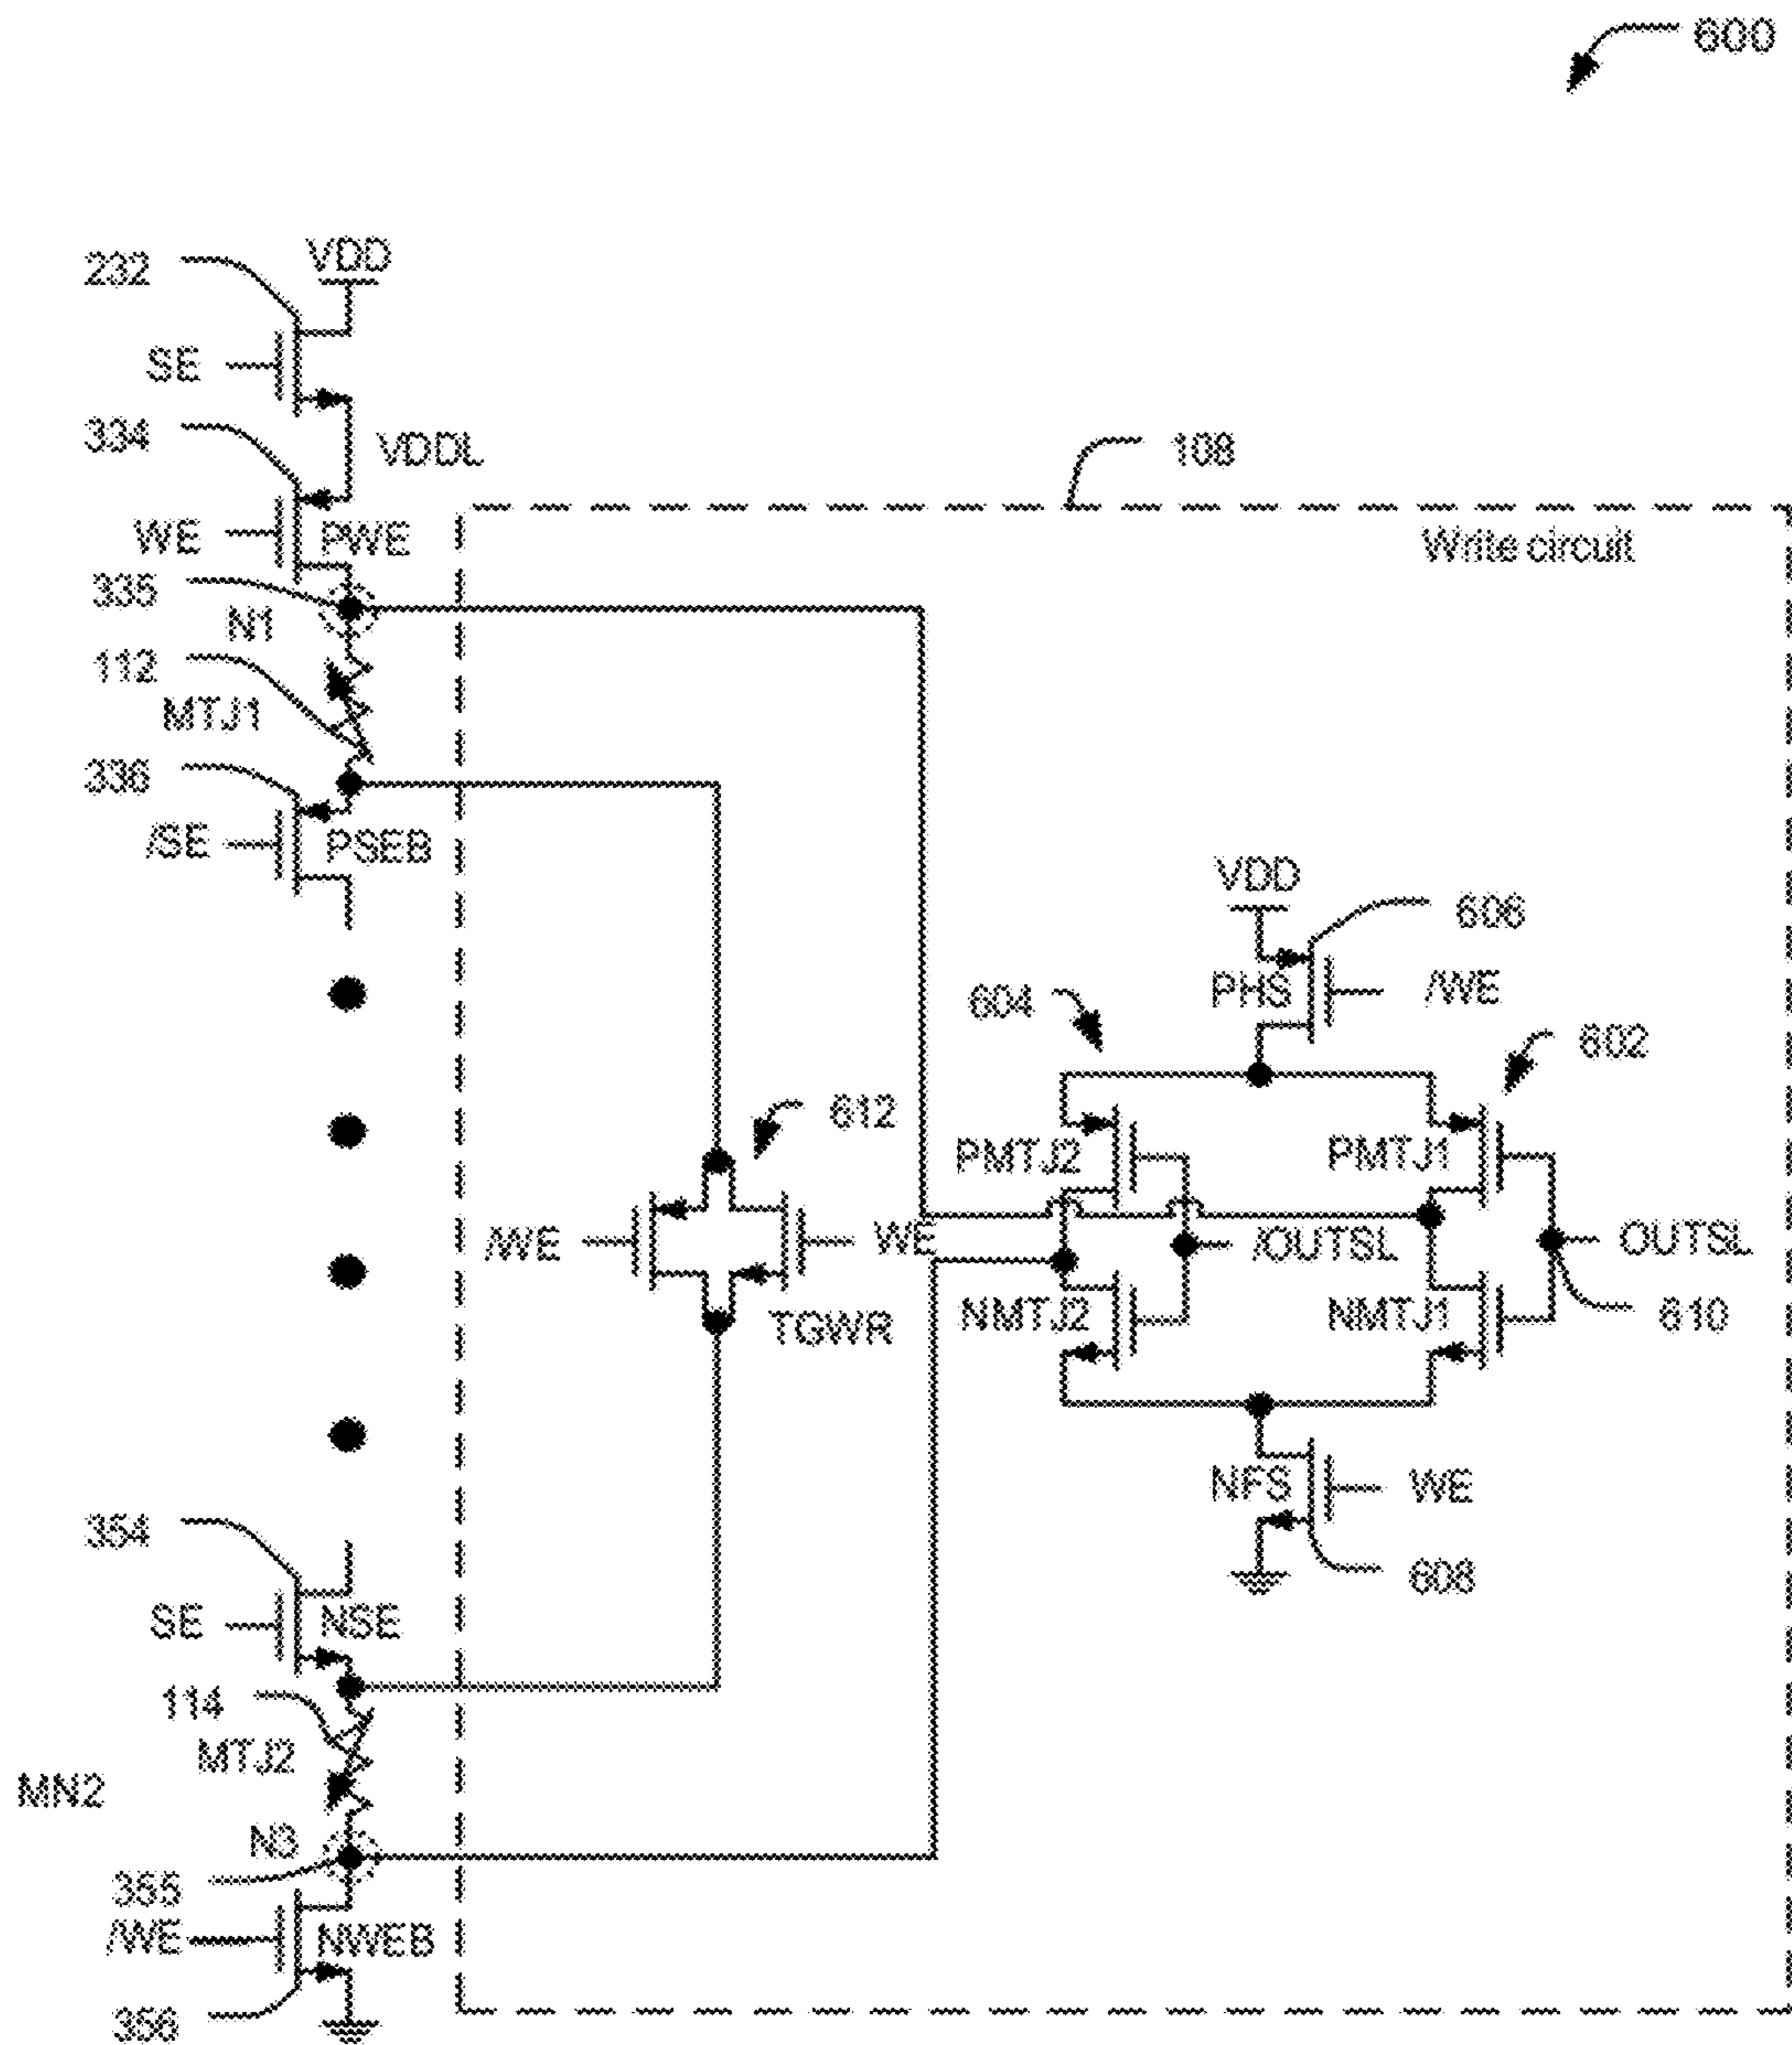 600
232
VDD
SE
334
VDDL
108
WE
PWE
Write circuit
335
N1
112
MTJ1
336
/SE
PSEB
VDD
606
PHS
/WE
604
602
612
PMTJ2
PMTJ1
/WE
WE
/OUTSL
OUTSL
NMTJ2
NMTJ1
610
TGWR
NFS
WE
608
354
SE
NSE
114
MTJ2
MN2
N3
355
/WE
NWEB
356